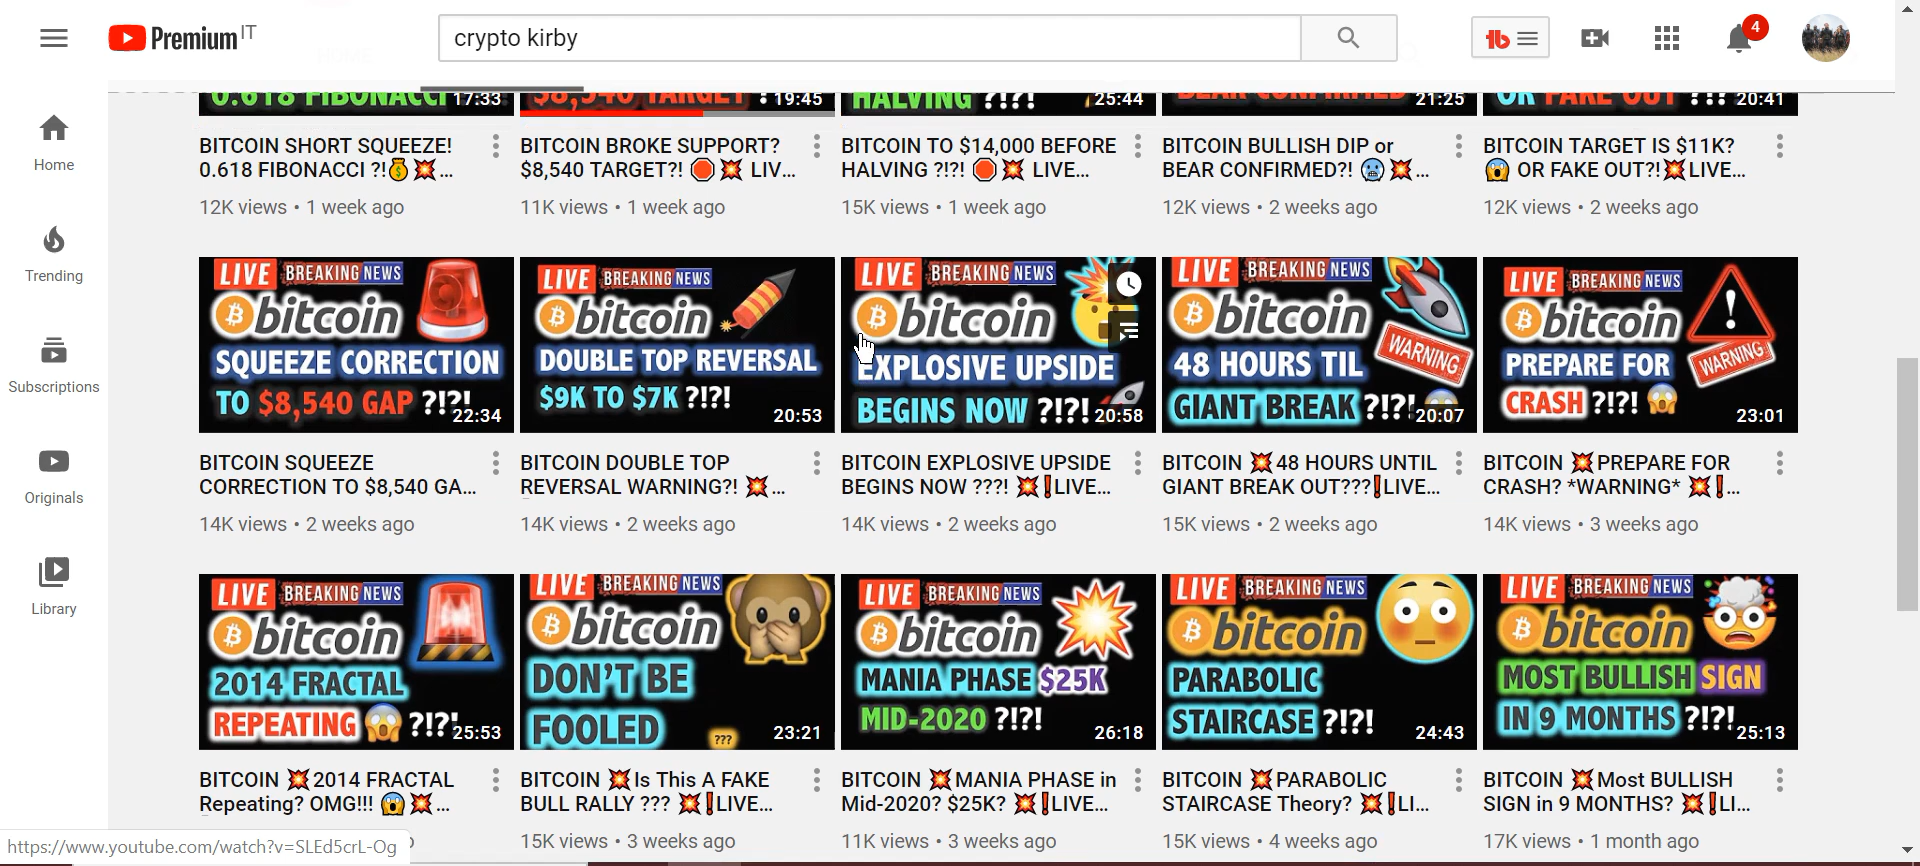 Premium IT
crypto kirby
4
Home
Trending
Subscriptions
Originals
Library
0.618 FIBONACCI 17:33
$8,540 TARGET ?! 19:45
HALVING ?!?! 25:44
BEAR CONFIRMED?! 21:25
OR FAKE OUT ?!? 20:41
BITCOIN SHORT SQUEEZE!
0.618 FIBONACCI ?!💰💥...
12K views • 1 week ago
BITCOIN BROKE SUPPORT?
$8,540 TARGET?! 🛑💥 LIV...
11K views • 1 week ago
BITCOIN TO $14,000 BEFORE
HALVING ?!?! 🛑💥 LIVE...
15K views • 1 week ago
BITCOIN BULLISH DIP or
BEAR CONFIRMED?! 🥶💥...
12K views • 2 weeks ago
BITCOIN TARGET IS $11K?
😱 OR FAKE OUT?!💥LIVE...
12K views • 2 weeks ago
LIVE BREAKING NEWS
bitcoin
SQUEEZE CORRECTION
TO $8,540 GAP ?!?!
22:34
LIVE BREAKING NEWS
bitcoin
DOUBLE TOP REVERSAL
$9K TO $7K ?!?!
20:53
LIVE BREAKING NEWS
bitcoin
EXPLOSIVE UPSIDE
BEGINS NOW ?!?!
20:58
LIVE BREAKING NEWS
bitcoin
WARNING
48 HOURS TIL
GIANT BREAK ?!?!
20:07
LIVE BREAKING NEWS
bitcoin
WARNING
PREPARE FOR
CRASH ?!?!
23:01
BITCOIN SQUEEZE
CORRECTION TO $8,540 GA...
14K views • 2 weeks ago
BITCOIN DOUBLE TOP
REVERSAL WARNING?! 💥...
14K views • 2 weeks ago
BITCOIN EXPLOSIVE UPSIDE
BEGINS NOW ???! 💥❗LIVE...
14K views • 2 weeks ago
BITCOIN 💥48 HOURS UNTIL
GIANT BREAK OUT???❗LIVE...
15K views • 2 weeks ago
BITCOIN 💥PREPARE FOR
CRASH? *WARNING* 💥❗...
14K views • 3 weeks ago
LIVE BREAKING NEWS
bitcoin
2014 FRACTAL
REPEATING ?!?!
25:53
LIVE BREAKING NEWS
bitcoin
DON'T BE
FOOLED
???
23:21
LIVE BREAKING NEWS
bitcoin
MANIA PHASE $25K
MID-2020 ?!?!
26:18
LIVE BREAKING NEWS
bitcoin
PARABOLIC
STAIRCASE ?!?!
24:43
LIVE BREAKING NEWS
bitcoin
MOST BULLISH SIGN
IN 9 MONTHS ?!?!
25:13
BITCOIN 💥2014 FRACTAL
Repeating? OMG!!! 😱💥...
BITCOIN 💥Is This A FAKE
BULL RALLY ??? 💥❗LIVE...
15K views • 3 weeks ago
BITCOIN 💥MANIA PHASE in
Mid-2020? $25K? 💥❗LIVE...
11K views • 3 weeks ago
BITCOIN 💥PARABOLIC
STAIRCASE Theory? 💥❗LI...
15K views • 4 weeks ago
BITCOIN 💥Most BULLISH
SIGN in 9 MONTHS? 💥❗LI...
17K views • 1 month ago
https://www.youtube.com/watch?v=SLEd5crL-Og